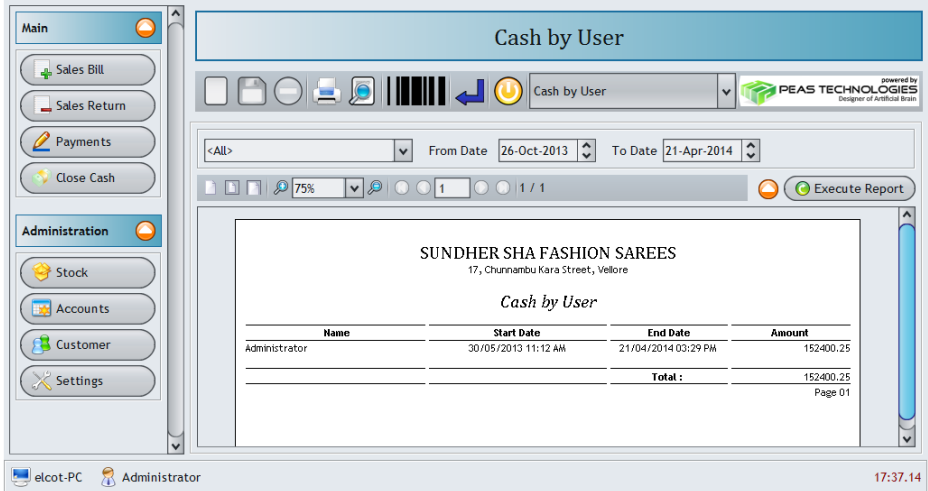 Main
Sales Bill
Sales Return
Payments
Close Cash
Administration
Stock
Accounts
Customer
Settings
Cash by User
Cash by User
powered by
PEAS TECHNOLOGIES
Designer of Artificial Brain
<All>
From Date 26-Oct-2013 To Date 21-Apr-2014
75% 1 1 / 1 Execute Report
SUNDHER SHA FASHION SAREES
17, Chunnambu Kara Street, Vellore
Cash by User
Name Start Date End Date Amount
Administrator 30/05/2013 11:12 AM 21/04/2014 03:29 PM 152400.25
Total : 152400.25
Page 01
elcot-PC Administrator 17:37.14